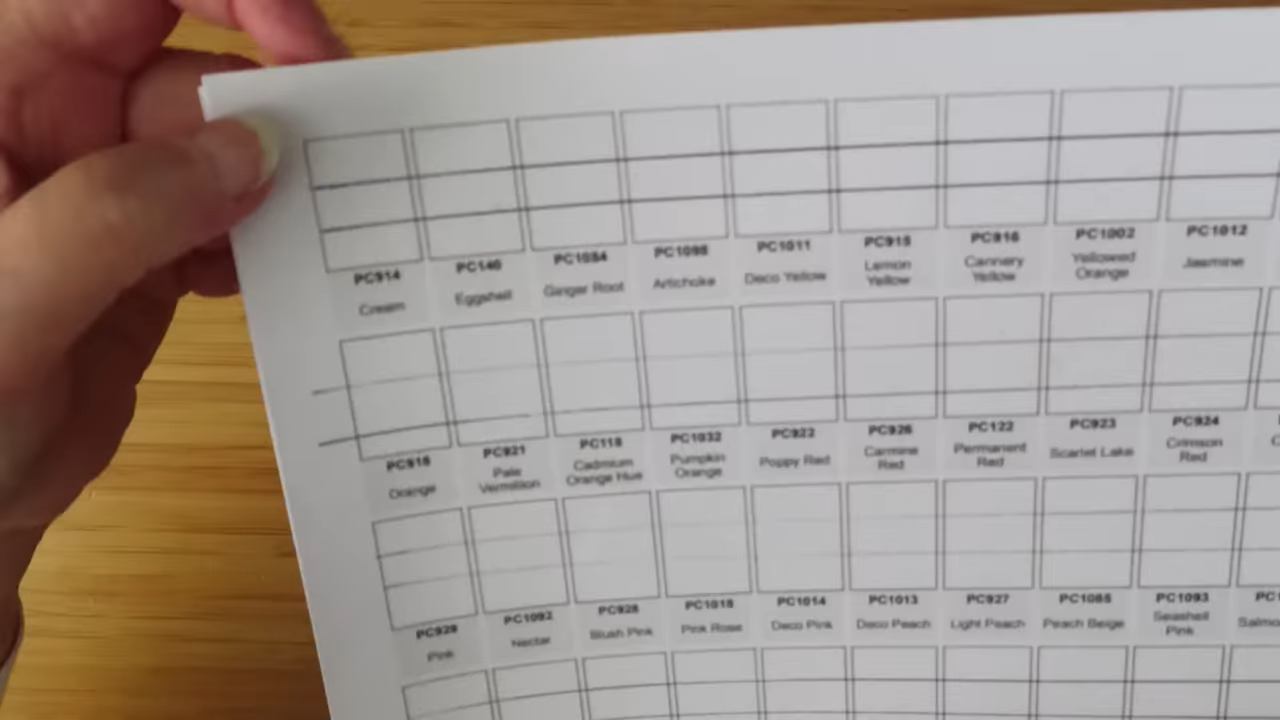 PC914 PC140 PC1084 PC1098 PC1011 PC915 PC916 PC1002 PC1012
Cream Eggshell Ginger Root Artichoke Deco Yellow Lemon Yellow Cannery Yellow Yellowed Orange Jasmine
PC918 PC921 PC118 PC1032 PC922 PC926 PC122 PC923 PC924
Orange Pale Vermilion Cadmium Orange Hue Pumpkin Orange Poppy Red Carmine Red Permanent Red Scarlet Lake Crimson Red
PC929 PC1092 PC928 PC1018 PC1014 PC1013 PC927 PC1085 PC1093
Pink Nectar Blush Pink Pink Rose Deco Pink Deco Peach Light Peach Peach Beige Seashell Pink